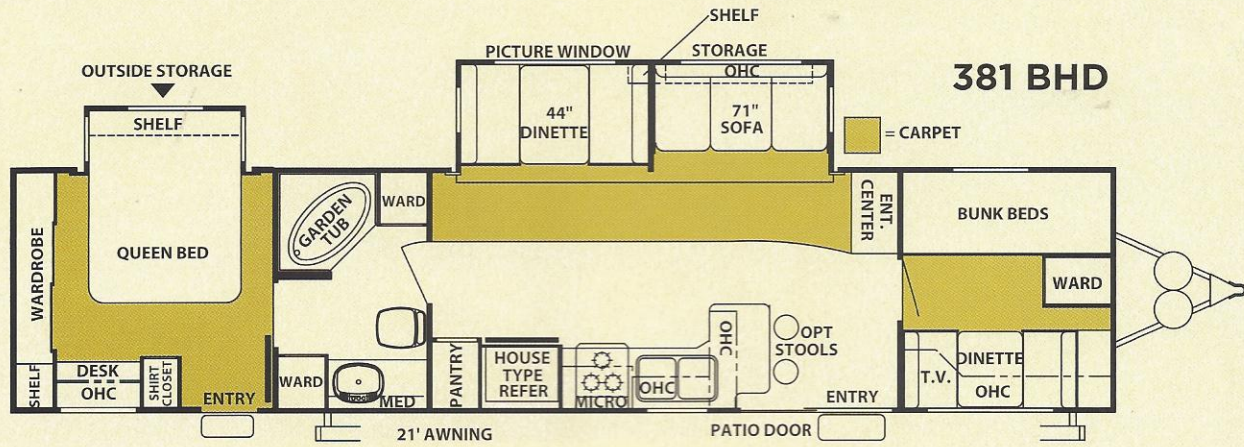 SHELF
PICTURE WINDOW
STORAGE
OUTSIDE STORAGE
OHC
381 BHD
SHELF
44"
DINETTE
71"
SOFA
= CARPET
WARDROBE
QUEEN BED
GARDEN
TUB
WARD
ENT.
CENTER
BUNK BEDS
WARD
SHELF
DESK
OHC
SHIRT
CLOSET
ENTRY
WARD
MED
PANTRY
HOUSE
TYPE
REFER
MICRO
OHC
OHC
OPT
STOOLS
ENTRY
T.V.
DINETTE
OHC
21' AWNING
PATIO DOOR